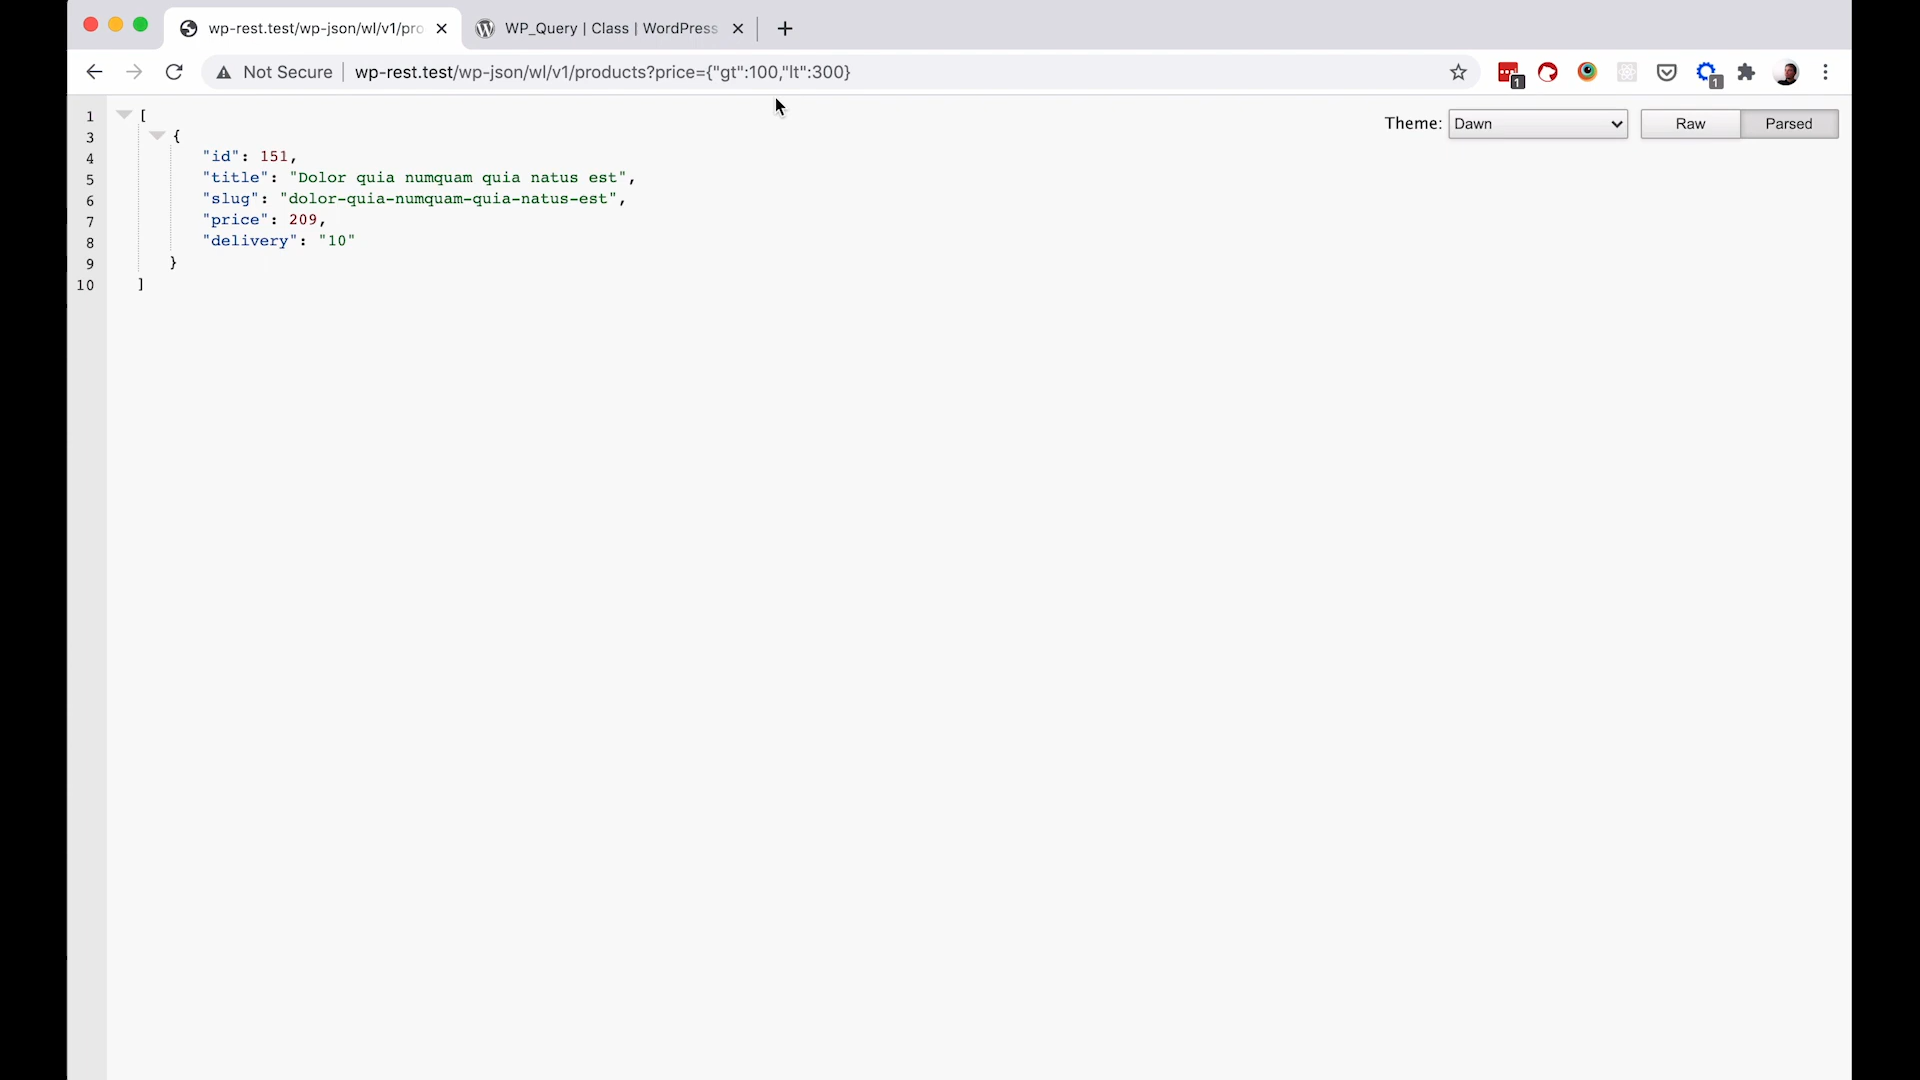 wp-rest.test/wp-json/wl/v1/pro
WP_Query | Class | WordPress
Not Secure
wp-rest.test/wp-json/wl/v1/products?price={"gt":100,"lt":300}
1
1
Theme:
Dawn
Raw
Parsed
1 [
3 {
4 "id": 151,
5 "title": "Dolor quia numquam quia natus est",
6 "slug": "dolor-quia-numquam-quia-natus-est",
7 "price": 209,
8 "delivery": "10"
9 }
10 ]